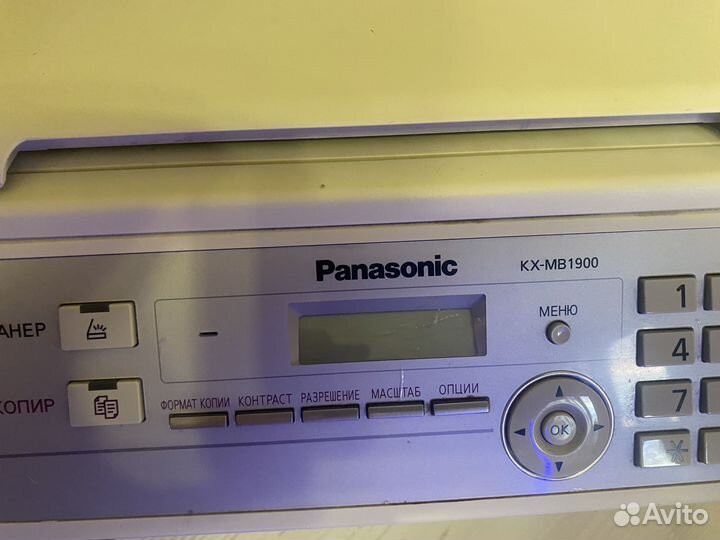 Panasonic
KX-MB1900
МЕНЮ
АНЕР
КОПИР
ФОРМАТ КОПИИ
КОНТРАСТ
РАЗРЕШЕНИЕ
МАСШТАБ
ОПЦИИ
OK
1
4
7
*
Avito